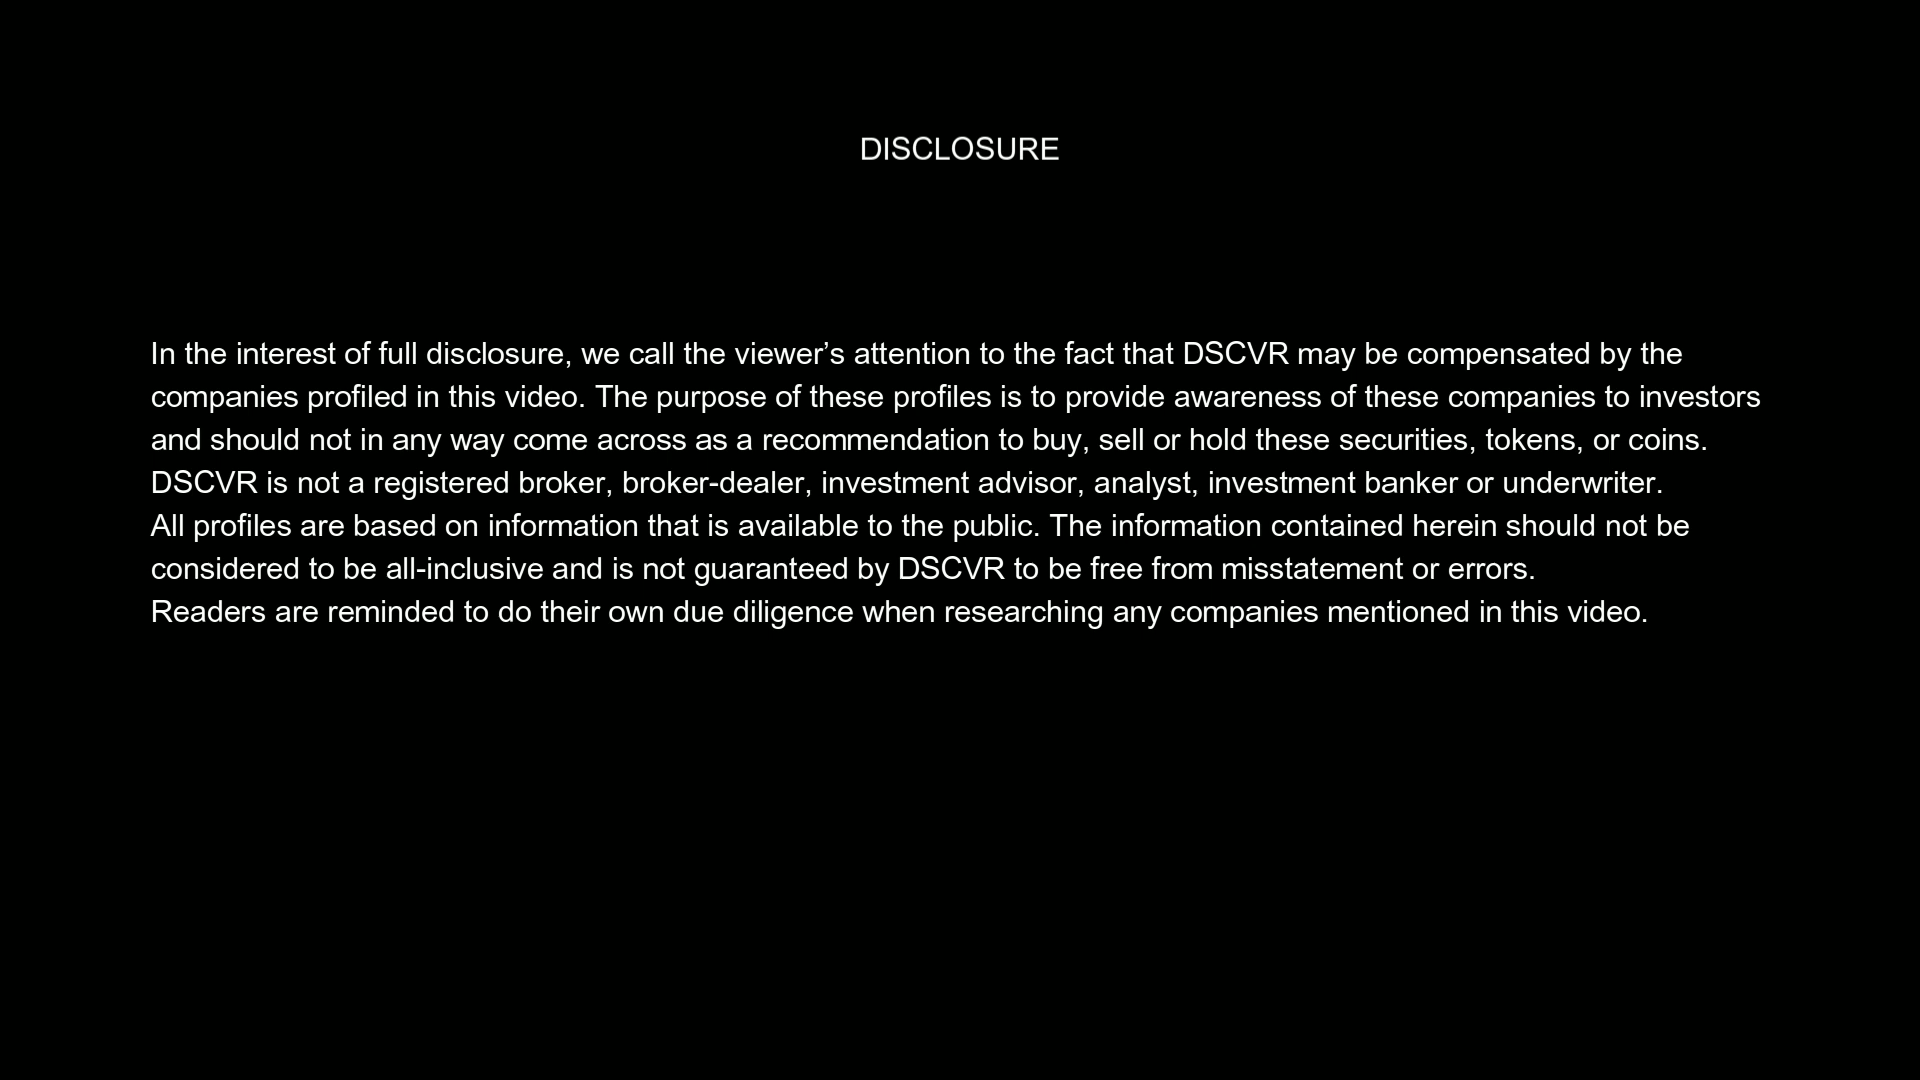 DISCLOSURE
In the interest of full disclosure, we call the viewer’s attention to the fact that DSCVR may be compensated by the
companies profiled in this video. The purpose of these profiles is to provide awareness of these companies to investors
and should not in any way come across as a recommendation to buy, sell or hold these securities, tokens, or coins.
DSCVR is not a registered broker, broker-dealer, investment advisor, analyst, investment banker or underwriter.
All profiles are based on information that is available to the public. The information contained herein should not be
considered to be all-inclusive and is not guaranteed by DSCVR to be free from misstatement or errors.
Readers are reminded to do their own due diligence when researching any companies mentioned in this video.